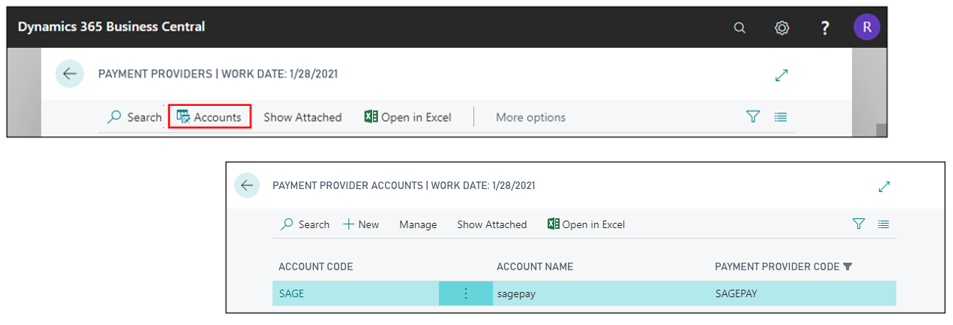 Dynamics 365 Business Central
?
R
PAYMENT PROVIDERS | WORK DATE: 1/28/2021
Search Accounts Show Attached Open in Excel More options
PAYMENT PROVIDER ACCOUNTS | WORK DATE: 1/28/2021
Search New Manage Show Attached Open in Excel
ACCOUNT CODE ACCOUNT NAME PAYMENT PROVIDER CODE
SAGE sagepay SAGEPAY